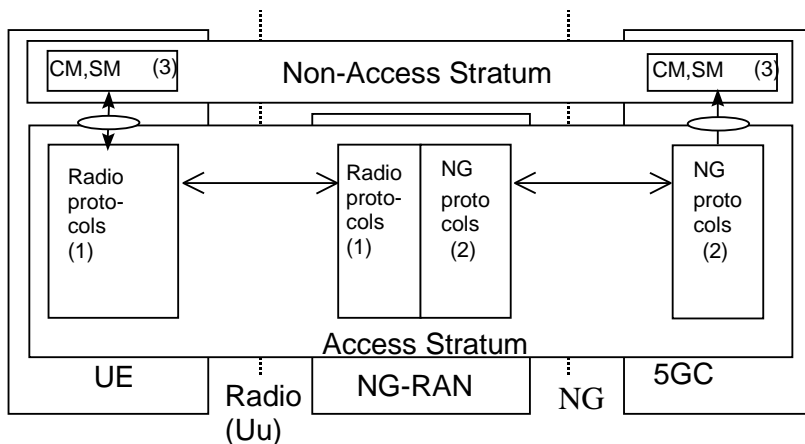 CM,SM (3)
Non-Access Stratum
CM,SM (3)
Radio
proto-
cols
(1)
Radio
proto-
cols
(1)
NG
proto
cols
(2)
NG
proto
cols
(2)
Access Stratum
UE
Radio
(Uu)
NG-RAN
NG
5GC